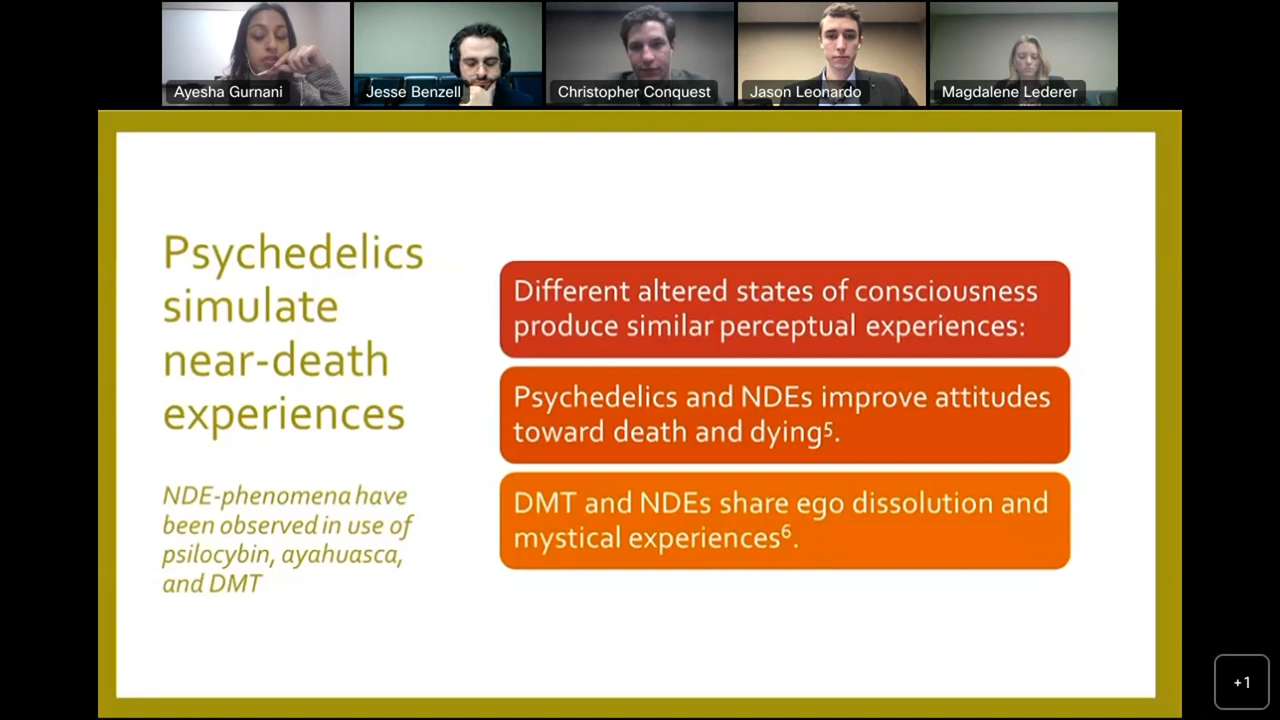 Ayesha Gurnani
Jesse Benzell
Christopher Conquest
Jason Leonardo
Magdalene Lederer
Psychedelics
simulate
near-death
experiences
NDE-phenomena have
been observed in use of
psilocybin, ayahuasca,
and DMT
Different altered states of consciousness
produce similar perceptual experiences:
Psychedelics and NDEs improve attitudes
toward death and dying⁵.
DMT and NDEs share ego dissolution and
mystical experiences⁶.
+1